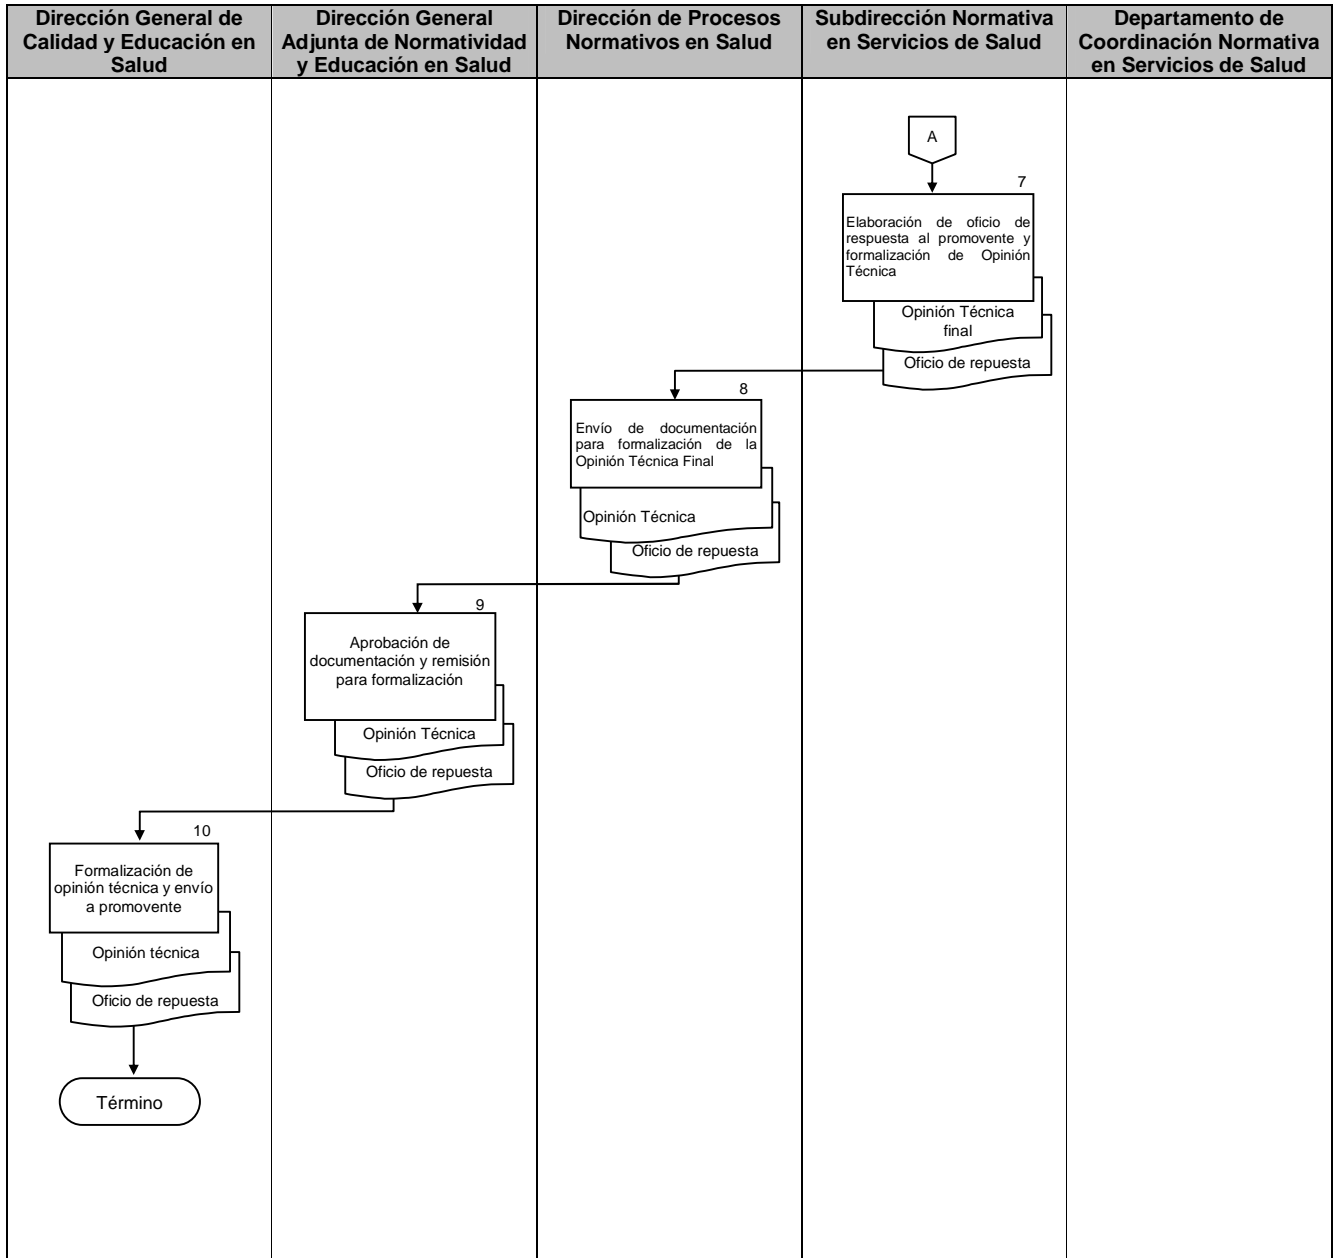 Dirección General de
Calidad y Educación en
Salud
Dirección General
Adjunta de Normatividad
y Educación en Salud
Dirección de Procesos
Normativos en Salud
Subdirección Normativa
en Servicios de Salud
Departamento de
Coordinación Normativa
en Servicios de Salud
A
7
Elaboración de oficio de
respuesta al promovente y
formalización de Opinión
Técnica
Opinión Técnica
final
Oficio de repuesta
8
Envío de documentación
para formalización de la
Opinión Técnica Final
Opinión Técnica
Oficio de repuesta
9
Aprobación de
documentación y remisión
para formalización
Opinión Técnica
Oficio de repuesta
10
Formalización de
opinión técnica y envío
a promovente
Opinión técnica
Oficio de repuesta
Término